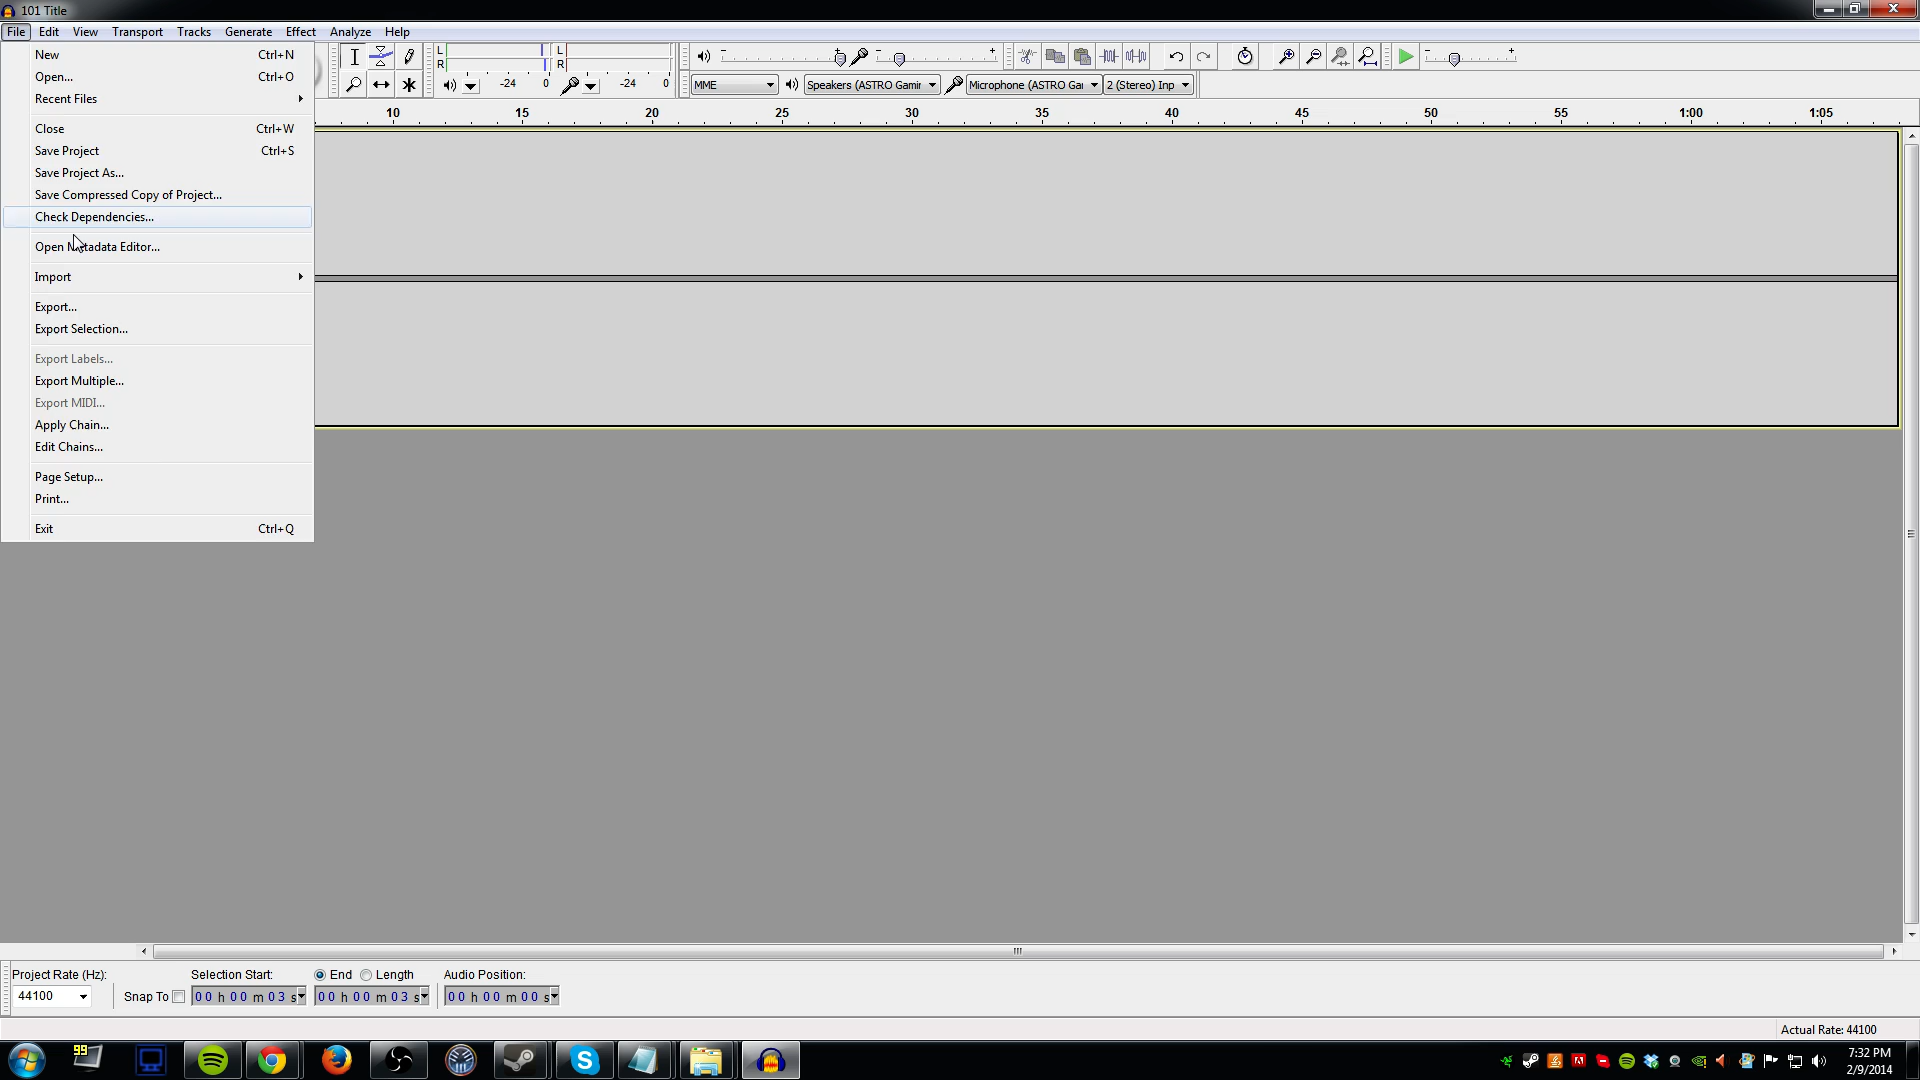 101 Title
File Edit View Transport Tracks Generate Effect Analyze Help
New Ctrl+N
Open... Ctrl+O
Recent Files
Close Ctrl+W
Save Project Ctrl+S
Save Project As...
Save Compressed Copy of Project...
Check Dependencies...
Open Metadata Editor...
Import
Export...
Export Selection...
Export Labels...
Export Multiple...
Export MIDI...
Apply Chain...
Edit Chains...
Page Setup...
Print...
Exit Ctrl+Q
L L
R R
-24 0 -24 0
- + - + - +
MME Speakers (ASTRO Gamin Microphone (ASTRO Ga 2 (Stereo) Inp
10 15 20 25 30 35 40 45 50 55 1:00 1:05
Project Rate (Hz): Selection Start: End Length Audio Position:
44100 Snap To 00 h 00 m 03 s 00 h 00 m 03 s 00 h 00 m 00 s
Actual Rate: 44100
99
7:32 PM
2/9/2014